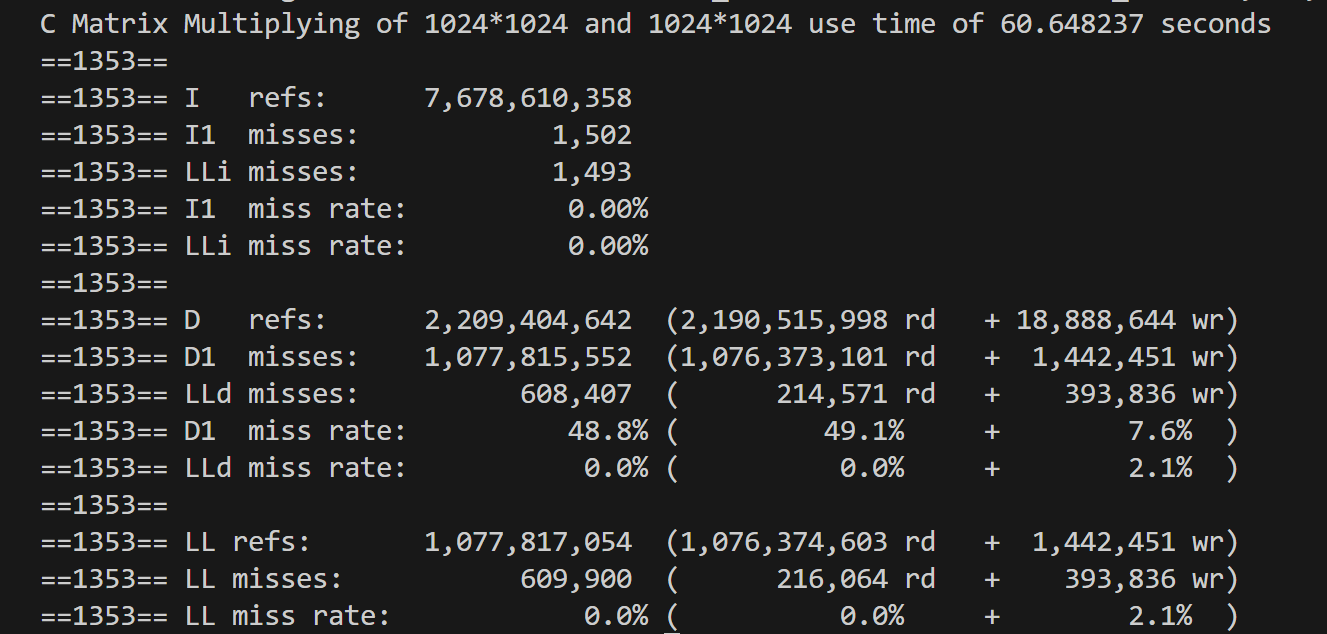 C Matrix Multiplying of 1024*1024 and 1024*1024 use time of 60.648237 seconds
==1353==
==1353== I   refs:      7,678,610,358
==1353== I1  misses:            1,502
==1353== LLi misses:            1,493
==1353== I1  miss rate:          0.00%
==1353== LLi miss rate:          0.00%
==1353==
==1353== D   refs:      2,209,404,642  (2,190,515,998 rd   + 18,888,644 wr)
==1353== D1  misses:    1,077,815,552  (1,076,373,101 rd   +  1,442,451 wr)
==1353== LLd misses:          608,407  (      214,571 rd   +    393,836 wr)
==1353== D1  miss rate:          48.8% (         49.1%     +        7.6%  )
==1353== LLd miss rate:           0.0% (          0.0%     +        2.1%  )
==1353==
==1353== LL refs:       1,077,817,054  (1,076,374,603 rd   +  1,442,451 wr)
==1353== LL misses:           609,900  (      216,064 rd   +    393,836 wr)
==1353== LL miss rate:            0.0% (          0.0%     +        2.1%  )